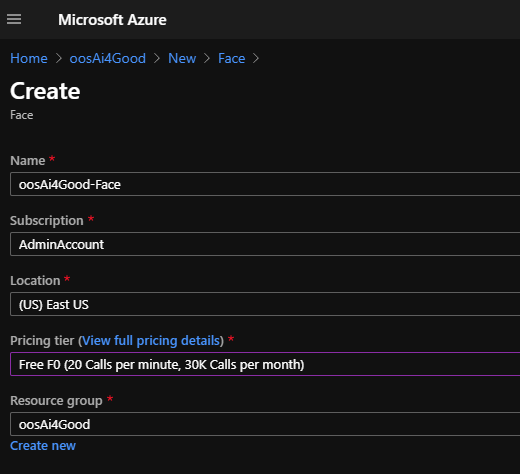 Microsoft Azure
Home > oosAi4Good > New > Face >
Create
Face
Name *
oosAi4Good-Face
Subscription *
AdminAccount
Location *
(US) East US
Pricing tier (View full pricing details) *
Free F0 (20 Calls per minute, 30K Calls per month)
Resource group *
oosAi4Good
Create new